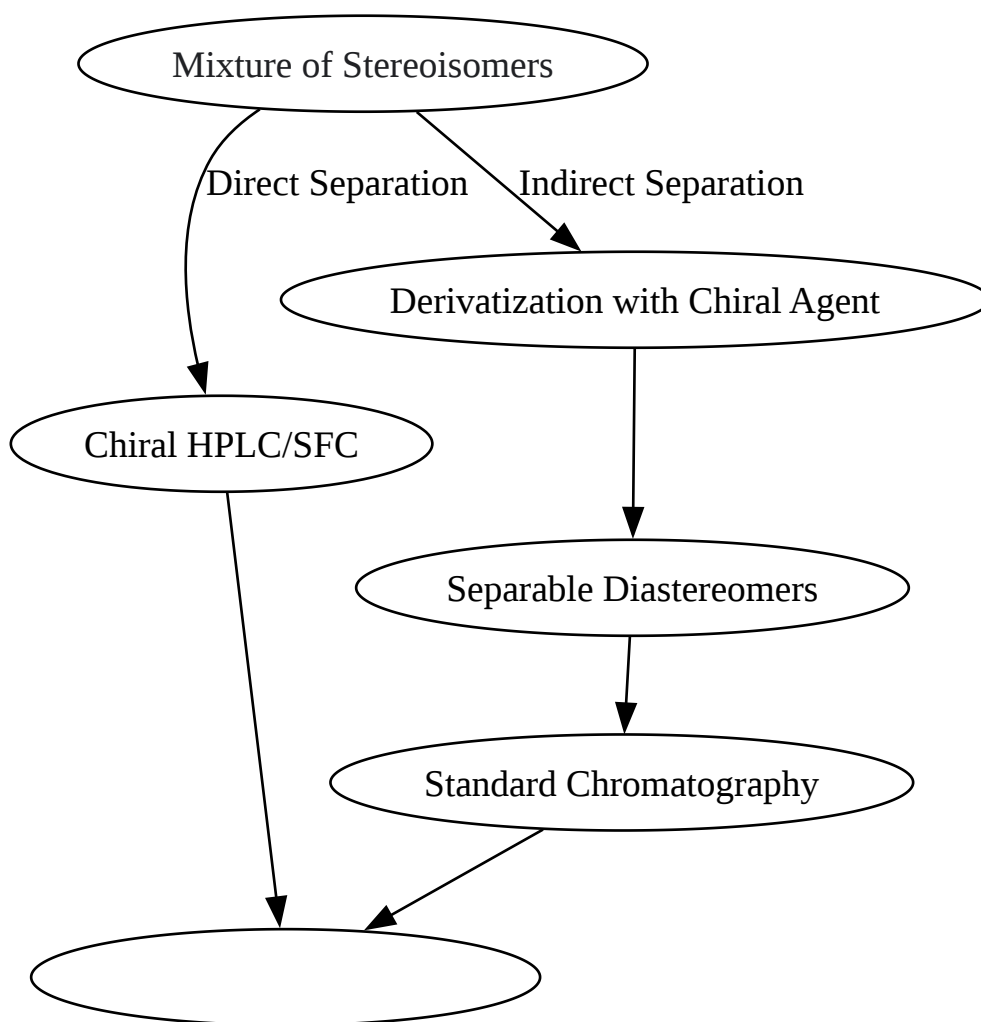 Mixture of Stereoisomers
Direct Separation
Indirect Separation
Derivatization with Chiral Agent
Chiral HPLC/SFC
Separable Diastereomers
Standard Chromatography